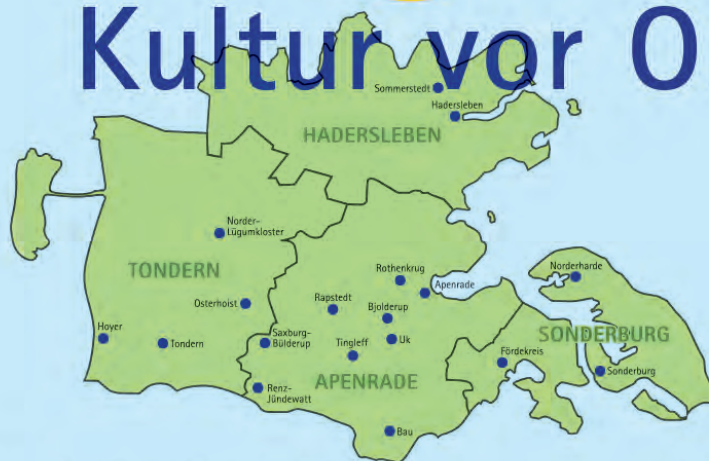 Kultur vor O
Sommerstedt
Hadersleben
HADERSLEBEN
Norder-
Lügumkloster
TONDERN
Rothenkrug
Apenrade
Norderharde
Osterhoist
Rapstedt
Bjolderup
Hoyer
Tondern
Saxburg-
Bülderup
Uk
SONDERBURG
Tingleff
Fördekreis
Sonderburg
APENRADE
Renz-
Jündewatt
Bau